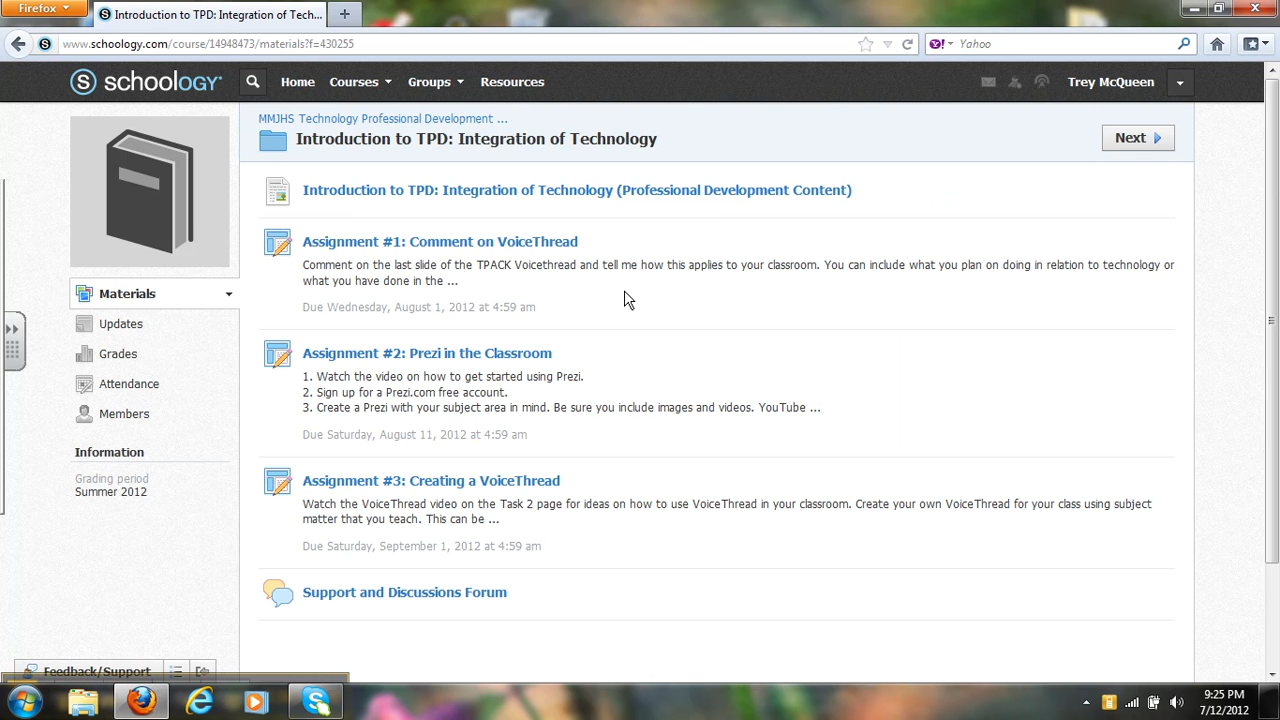 Firefox
Introduction to TPD: Integration of Tech...
www.schoology.com/course/14948473/materials?f=430255
Yahoo
S schoology
Home Courses Groups Resources
Trey McQueen
MMJHS Technology Professional Development ...
Introduction to TPD: Integration of Technology
Next
Introduction to TPD: Integration of Technology (Professional Development Content)
Assignment #1: Comment on VoiceThread
Comment on the last slide of the TPACK Voicethread and tell me how this applies to your classroom. You can include what you plan on doing in relation to technology or
what you have done in the ...
Due Wednesday, August 1, 2012 at 4:59 am
Assignment #2: Prezi in the Classroom
1. Watch the video on how to get started using Prezi.
2. Sign up for a Prezi.com free account.
3. Create a Prezi with your subject area in mind. Be sure you include images and videos. YouTube ...
Due Saturday, August 11, 2012 at 4:59 am
Assignment #3: Creating a VoiceThread
Watch the VoiceThread video on the Task 2 page for ideas on how to use VoiceThread in your classroom. Create your own VoiceThread for your class using subject
matter that you teach. This can be ...
Due Saturday, September 1, 2012 at 4:59 am
Support and Discussions Forum
Materials
Updates
Grades
Attendance
Members
Information
Grading period
Summer 2012
Feedback/Support
9:25 PM
7/12/2012